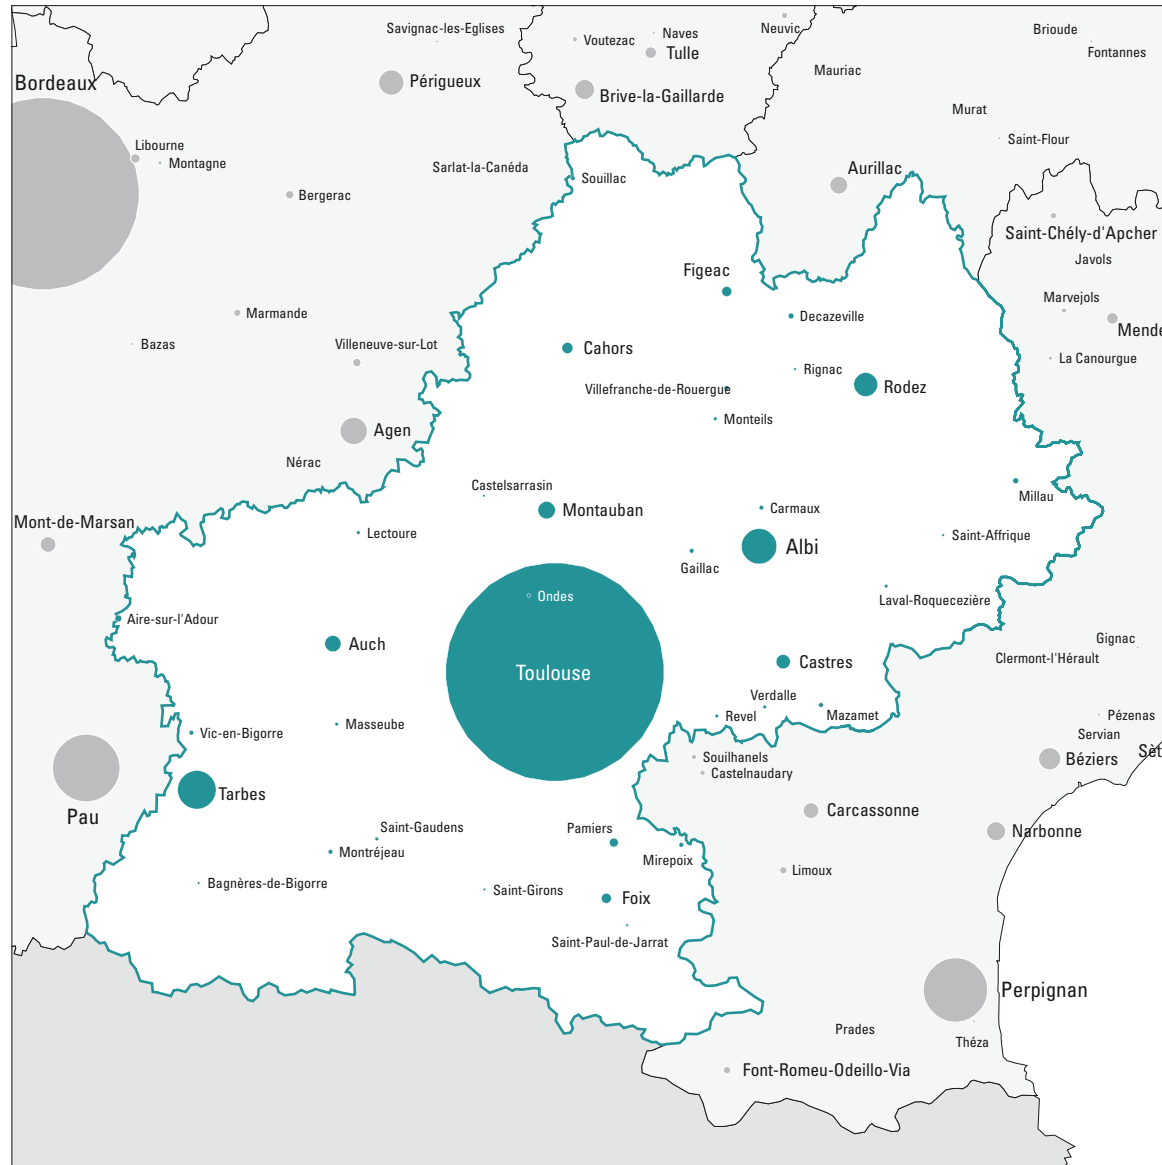 Savignac-les-Eglises
Voutezac
Naves
Tulle
Neuvic
Brioude
Fontannes
Bordeaux
Périgueux
Brive-la-Gaillarde
Mauriac
Murat
Saint-Flour
Libourne
Montagne
Sarlat-la-Canéda
Souillac
Aurillac
Bergerac
Saint-Chély-d'Apcher
Javols
Figeac
Marvejols
Mende
Marmande
Decazeville
Bazas
Villeneuve-sur-Lot
Cahors
La Canourgue
Rignac
Villefranche-de-Rouergue
Rodez
Monteils
Agen
Nérac
Castelsarrasin
Millau
Montauban
Carmaux
Mont-de-Marsan
Lectoure
Albi
Saint-Affrique
Gaillac
Ondes
Laval-Roquecezière
Aire-sur-l'Adour
Auch
Gignac
Clermont-l'Hérault
Castres
Toulouse
Verdalle
Revel
Mazamet
Pézenas
Servian
Masseube
Vic-en-Bigorre
Sèt
Souilhanels
Béziers
Castelnaudary
Tarbes
Pau
Carcassonne
Narbonne
Saint-Gaudens
Pamiers
Montréjeau
Mirepoix
Limoux
Bagnères-de-Bigorre
Saint-Girons
Foix
Saint-Paul-de-Jarrat
Perpignan
Prades
Théza
Font-Romeu-Odeillo-Via